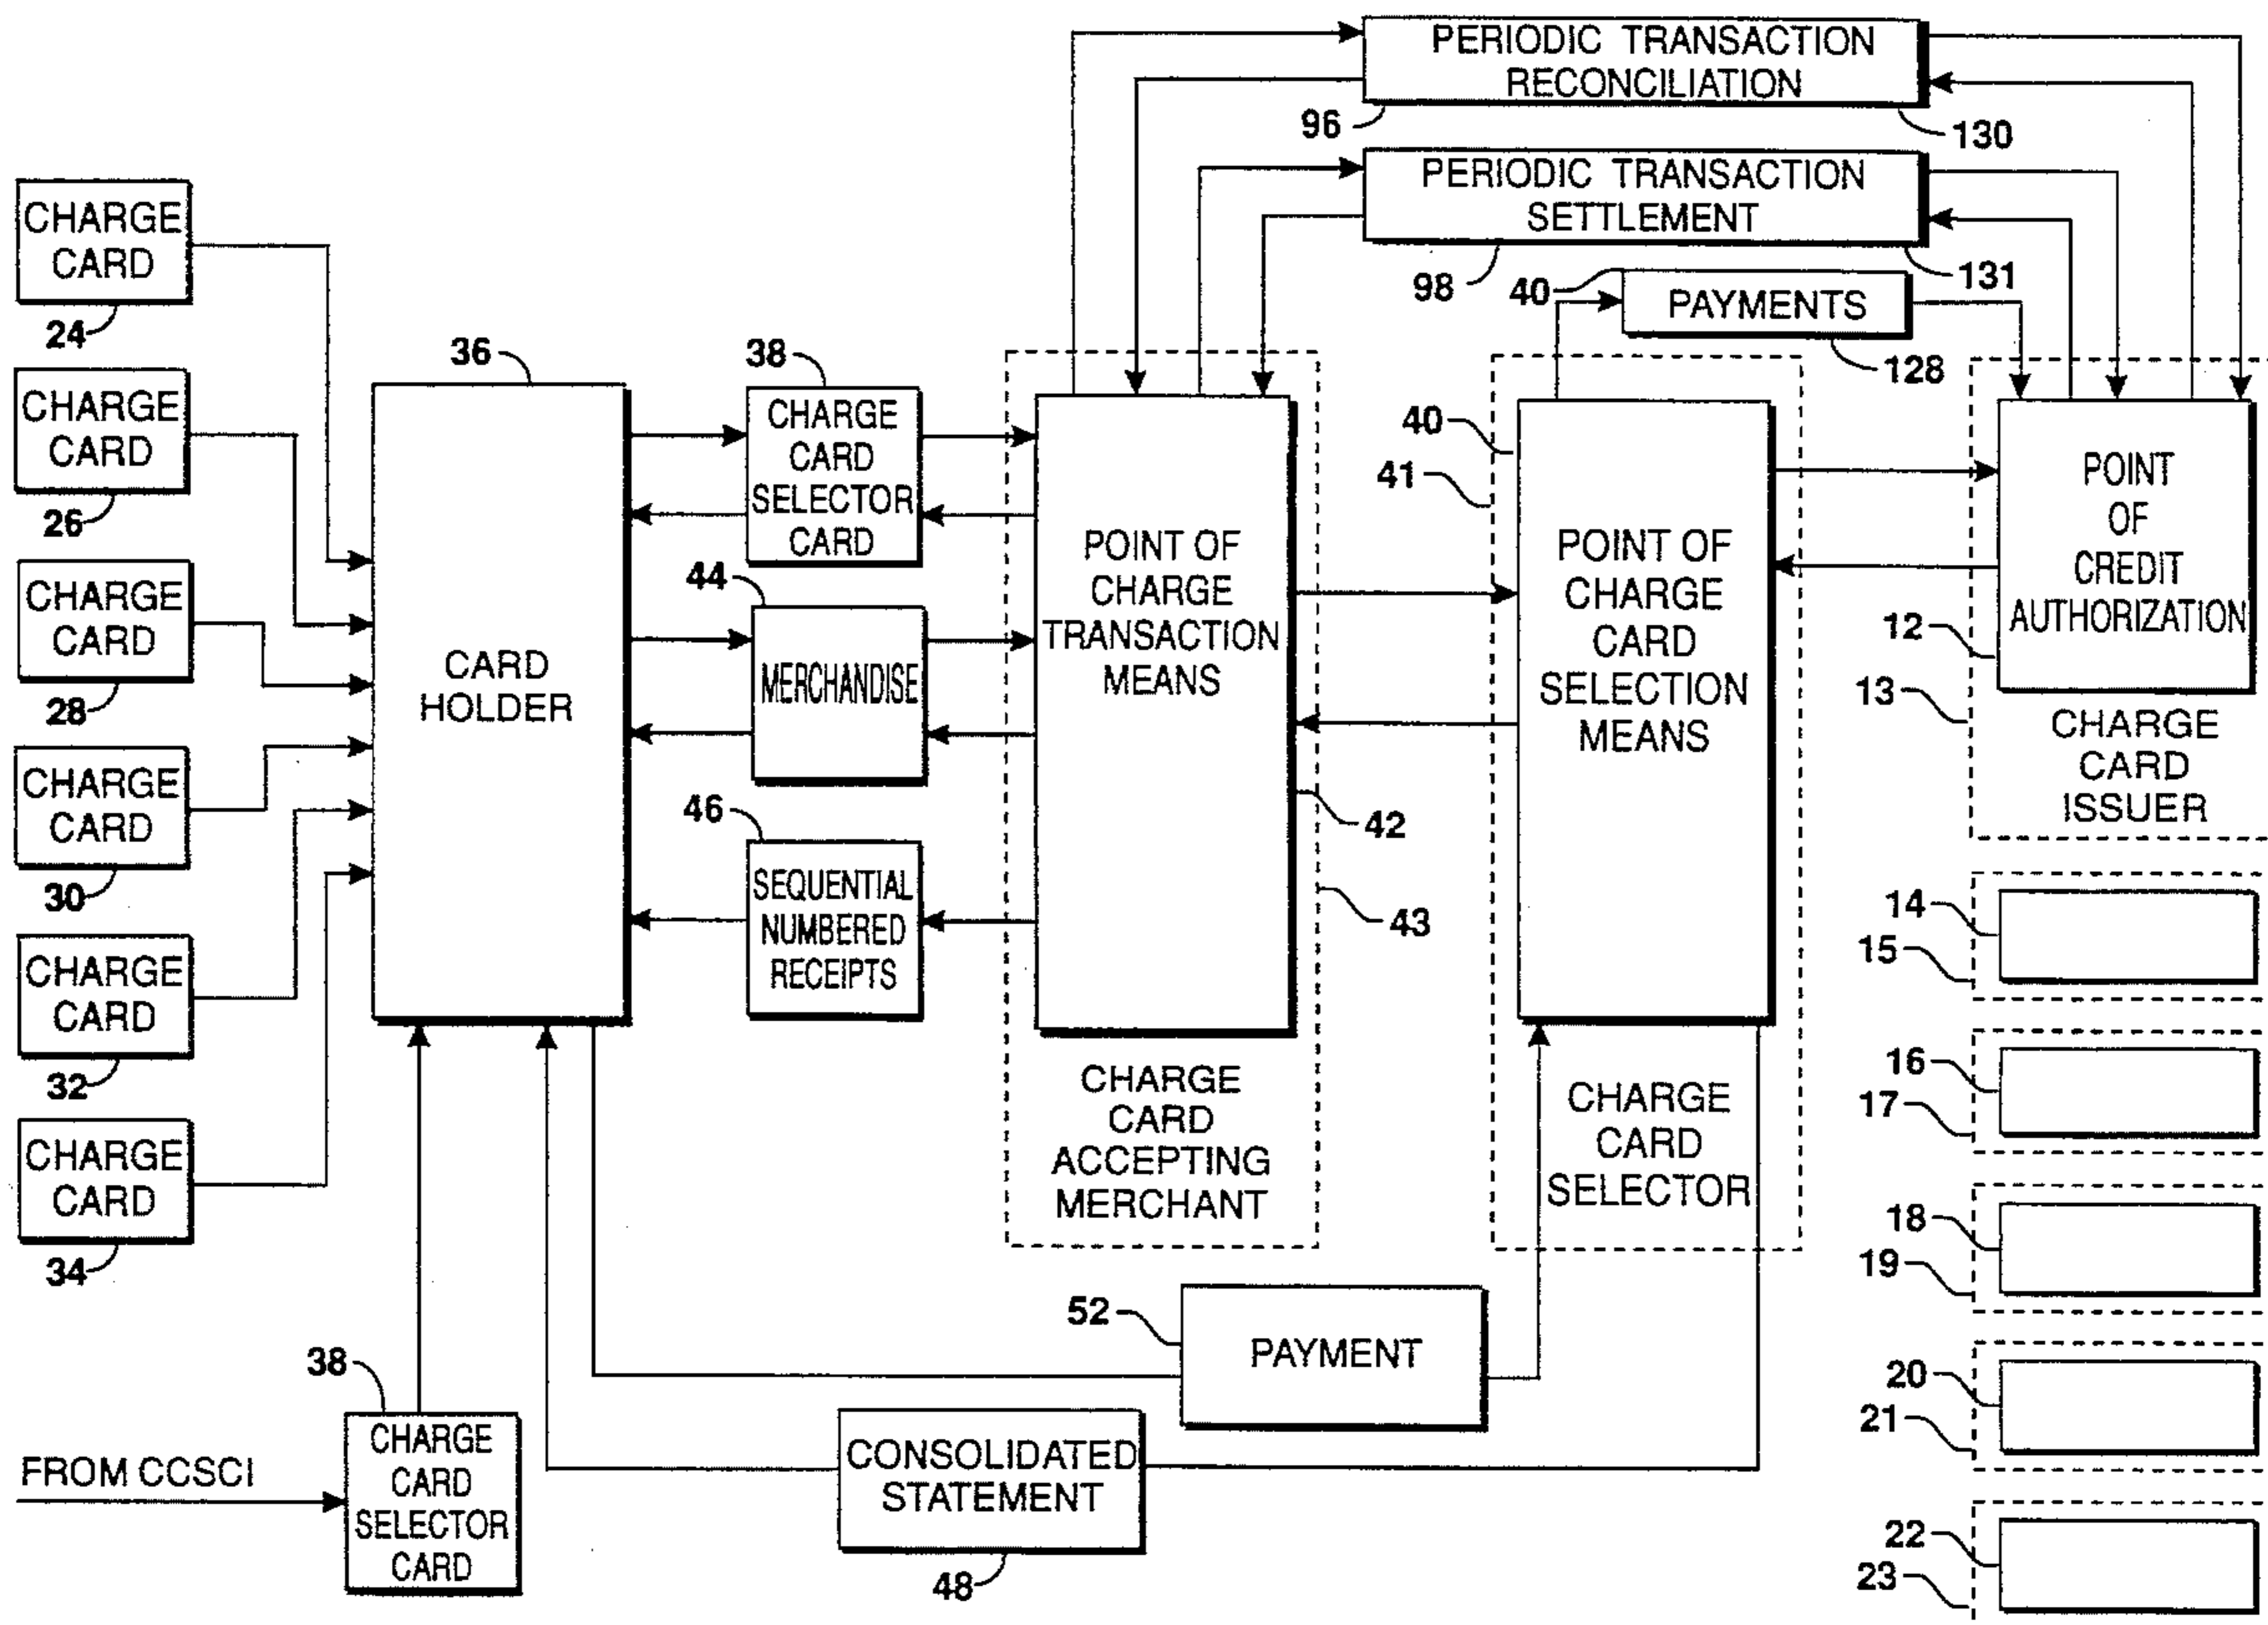 PERIODIC TRANSACTION
RECONCILIATION
96
130
PERIODIC TRANSACTION
SETTLEMENT
98
131
40
PAYMENTS
128
CHARGE
CARD
24
CHARGE
CARD
26
CHARGE
CARD
28
CHARGE
CARD
30
CHARGE
CARD
32
CHARGE
CARD
34
36
CARD
HOLDER
38
CHARGE
CARD
SELECTOR
CARD
44
MERCHANDISE
46
SEQUENTIAL
NUMBERED
RECEIPTS
POINT OF
CHARGE
TRANSACTION
MEANS
42
43
CHARGE
CARD
ACCEPTING
MERCHANT
40
41
POINT OF
CHARGE
CARD
SELECTION
MEANS
CHARGE
CARD
SELECTOR
POINT
OF
CREDIT
AUTHORIZATION
12
13
CHARGE
CARD
ISSUER
14
15
16
17
18
19
20
21
22
23
52
PAYMENT
38
FROM CCSCI
CHARGE
CARD
SELECTOR
CARD
CONSOLIDATED
STATEMENT
48